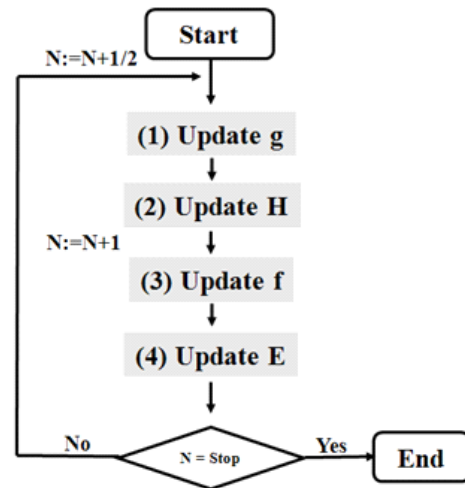 Start
N:=N+1/2
(1) Update g
(2) Update H
N:=N+1
(3) Update f
(4) Update E
No
N = Stop
Yes
End